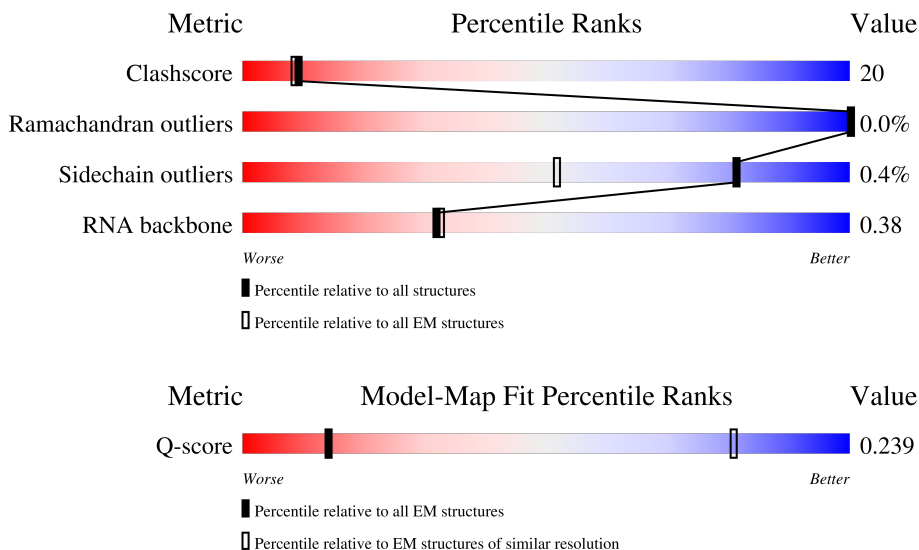 Metric Percentile Ranks Value
Clashscore 20
Ramachandran outliers 0.0%
Sidechain outliers 0.4%
RNA backbone 0.38
Worse Better
Percentile relative to all structures
Percentile relative to all EM structures
Metric Model-Map Fit Percentile Ranks Value
Q-score 0.239
Worse Better
Percentile relative to all EM structures
Percentile relative to EM structures of similar resolution